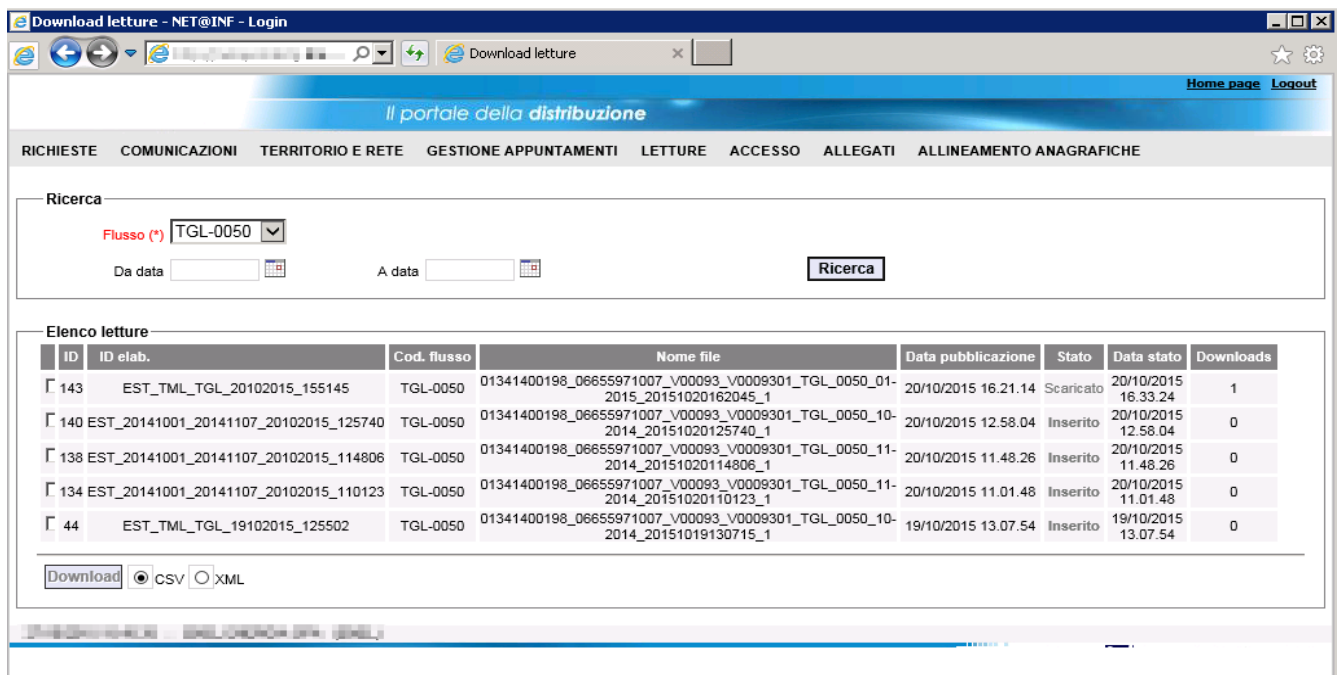 Download letture - NET@INF - Login
Download letture
Home page Logout
Il portale della distribuzione
RICHIESTE COMUNICAZIONI TERRITORIO E RETE GESTIONE APPUNTAMENTI LETTURE ACCESSO ALLEGATI ALLINEAMENTO ANAGRAFICHE
Ricerca
Flusso (*) TGL-0050
Da data A data Ricerca
Elenco letture
ID ID elab. Cod. flusso Nome file Data pubblicazione Stato Data stato Downloads
143 EST_TML_TGL_20102015_155145 TGL-0050 01341400198_06655971007_V00093_V0009301_TGL_0050_01- 20/10/2015 16.21.14 Scaricato 20/10/2015 1
2015_20151020162045_1 16.33.24
140 EST_20141001_20141107_20102015_125740 TGL-0050 01341400198_06655971007_V00093_V0009301_TGL_0050_10- 20/10/2015 12.58.04 Inserito 20/10/2015 0
2014_20151020125740_1 12.58.04
138 EST_20141001_20141107_20102015_114806 TGL-0050 01341400198_06655971007_V00093_V0009301_TGL_0050_11- 20/10/2015 11.48.26 Inserito 20/10/2015 0
2014_20151020114806_1 11.48.26
134 EST_20141001_20141107_20102015_110123 TGL-0050 01341400198_06655971007_V00093_V0009301_TGL_0050_11- 20/10/2015 11.01.48 Inserito 20/10/2015 0
2014_20151020110123_1 11.01.48
44 EST_TML_TGL_19102015_125502 TGL-0050 01341400198_06655971007_V00093_V0009301_TGL_0050_10- 19/10/2015 13.07.54 Inserito 19/10/2015 0
2014_20151019130715_1 13.07.54
Download CSV XML